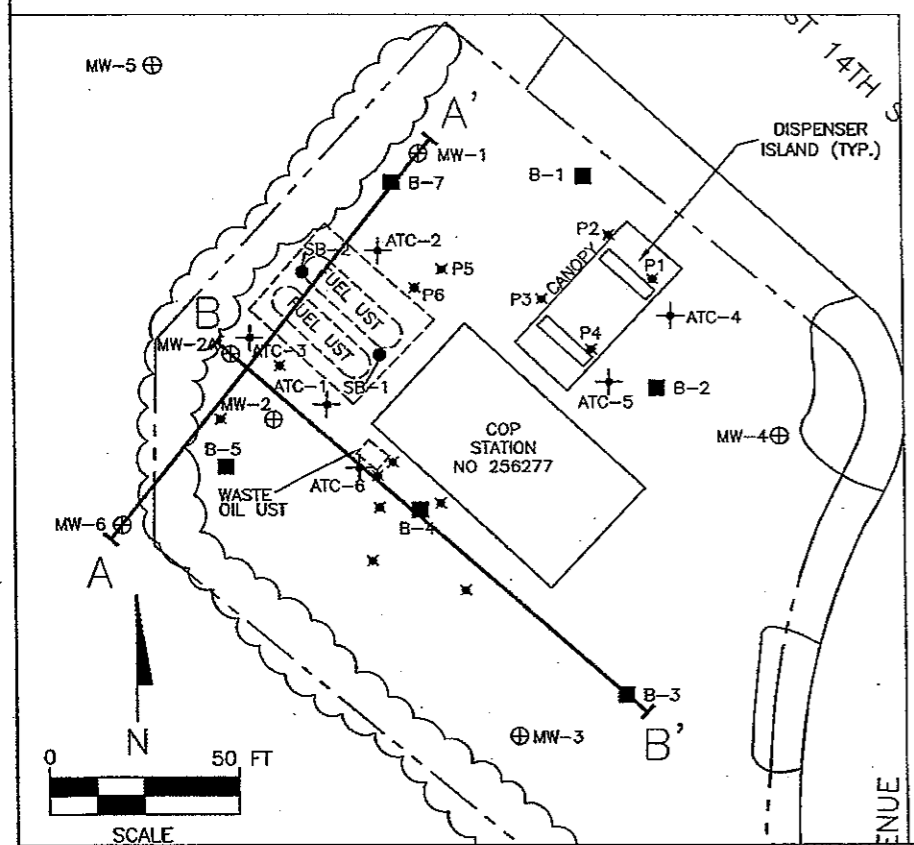 ST 14TH S
MW-5
A'
DISPENSER
ISLAND (TYP.)
MW-1
B-7
B-1
P2
ATC-2
SB-2
P5
CANOPY
P1
P6
FUEL UST
P3
FUEL UST
ATC-4
B
MW-2A
ATC-3
P4
SB-1
ATC-1
ATC-5
B-2
MW-2
COP
STATION
NO 256277
MW-4
B-5
WASTE
OIL UST
ATC-6
B-4
MW-6
A
B-3
MW-3
B'
N
0 50 FT
SCALE
ENUE